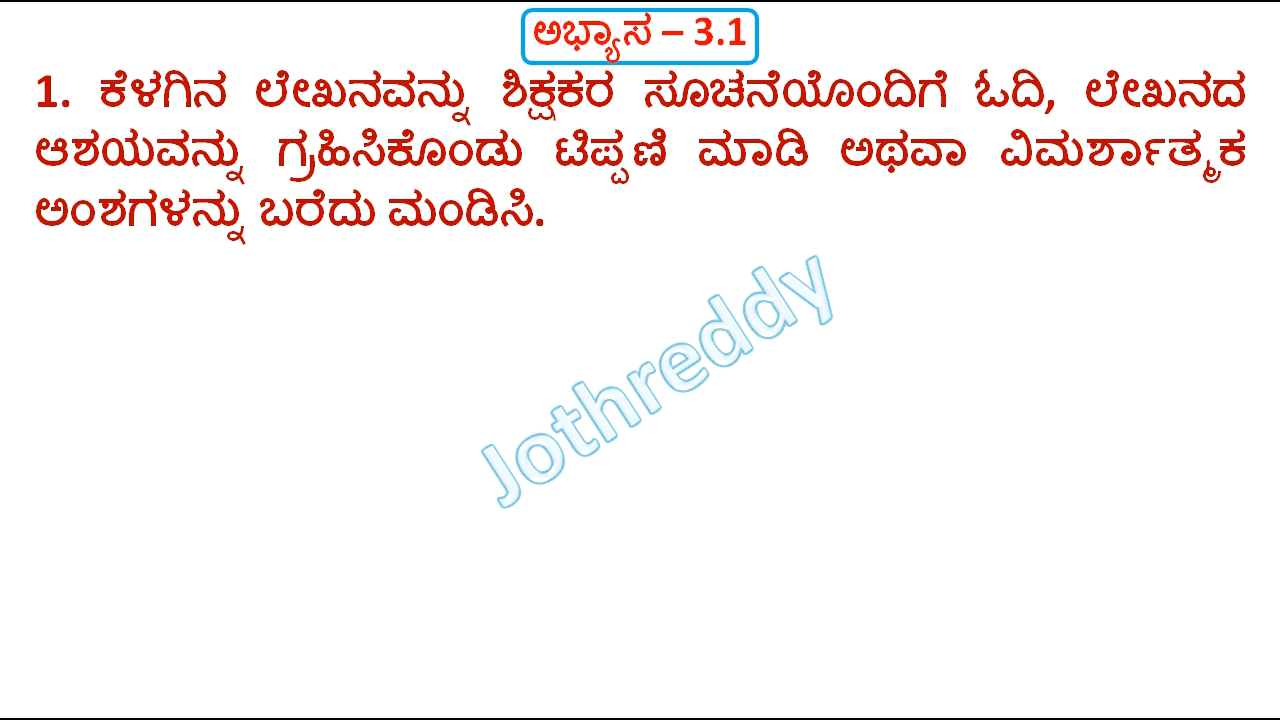 ಅಭ್ಯಾಸ – 3.1
1. ಕೆಳಗಿನ ಲೇಖನವನ್ನು ಶಿಕ್ಷಕರ ಸೂಚನೆಯೊಂದಿಗೆ ಓದಿ, ಲೇಖನದ
ಆಶಯವನ್ನು ಗ್ರಹಿಸಿಕೊಂಡು ಟಿಪ್ಪಣಿ ಮಾಡಿ ಅಥವಾ ವಿಮರ್ಶಾತ್ಮಕ
ಅಂಶಗಳನ್ನು ಬರೆದು ಮಂಡಿಸಿ.
Jothreddy